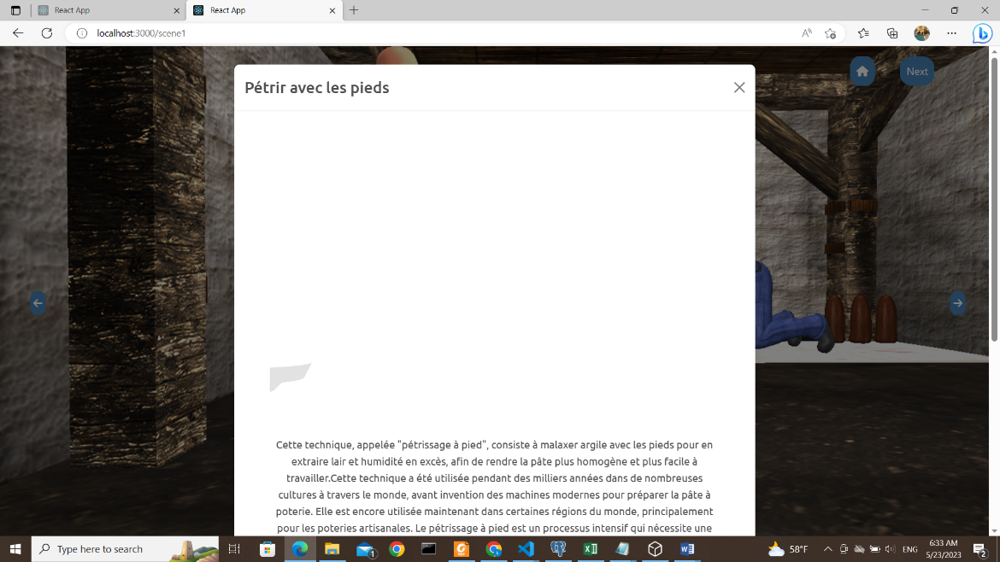 React App
React App
localhost:3000/scene1
Next
Pétrir avec les pieds
Cette technique, appelée "pétrissage à pied", consiste à malaxer argile avec les pieds pour en
extraire lair et humidité en excès, afin de rendre la pâte plus homogène et plus facile à
travailler.Cette technique a été utilisée pendant des milliers années dans de nombreuses
cultures à travers le monde, avant invention des machines modernes pour préparer la pâte à
poterie. Elle est encore utilisée maintenant dans certaines régions du monde, principalement
pour les poteries artisanales. Le pétrissage à pied est un processus intensif qui nécessite une
Type here to search
1
58°F
ENG
6:33 AM
5/23/2023
2